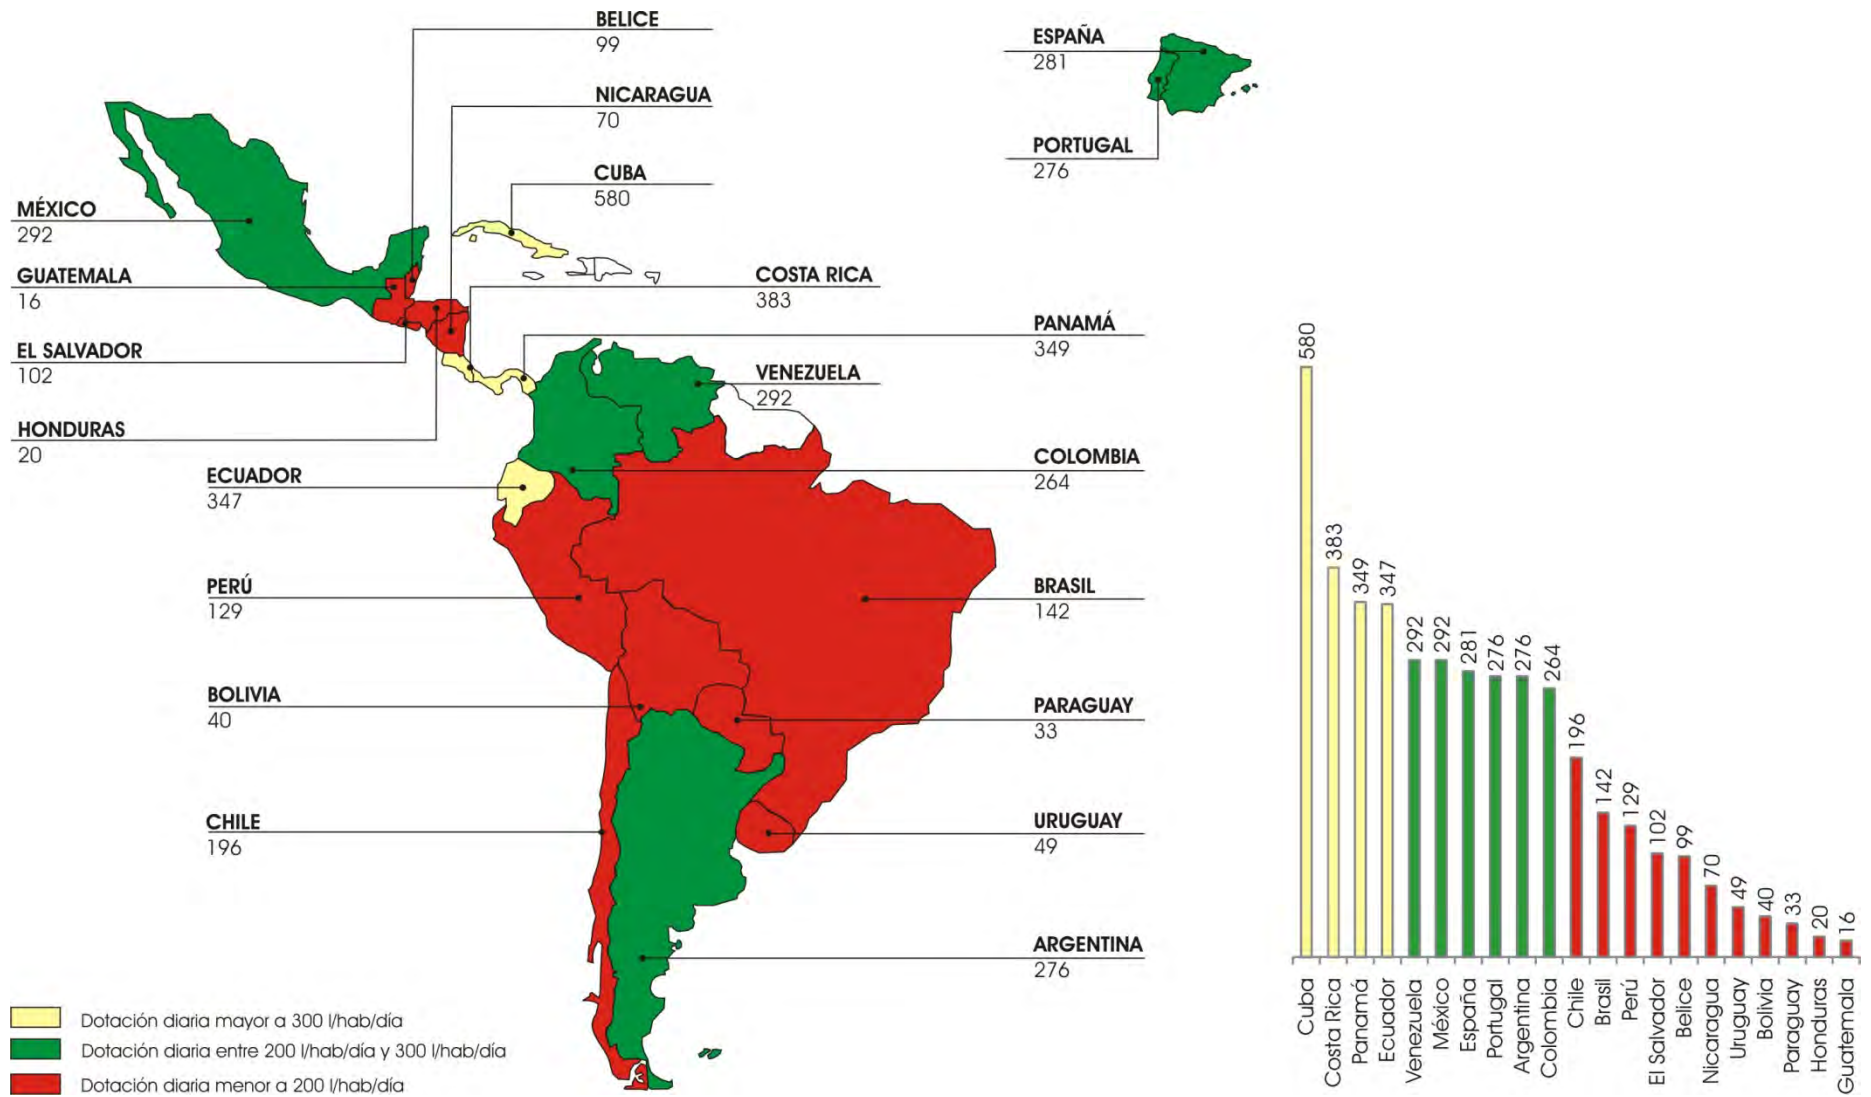 BELICE
99
NICARAGUA
70
CUBA
580
ESPAÑA
281
PORTUGAL
276
MÉXICO
292
GUATEMALA
16
EL SALVADOR
102
HONDURAS
20
COSTA RICA
383
PANAMÁ
349
VENEZUELA
292
COLOMBIA
264
ECUADOR
347
PERÚ
129
BRASIL
142
BOLIVIA
40
PARAGUAY
33
CHILE
196
URUGUAY
49
ARGENTINA
276
Dotación diaria mayor a 300 l/hab/día
Dotación diaria entre 200 l/hab/día y 300 l/hab/día
Dotación diaria menor a 200 l/hab/día
580
383
349
347
292
292
281
276
276
264
196
142
129
102
99
70
49
40
33
20
16
Cuba
Costa Rica
Panamá
Ecuador
Venezuela
México
España
Portugal
Argentina
Colombia
Chile
Brasil
Perú
El Salvador
Belice
Nicaragua
Uruguay
Bolivia
Paraguay
Honduras
Guatemala